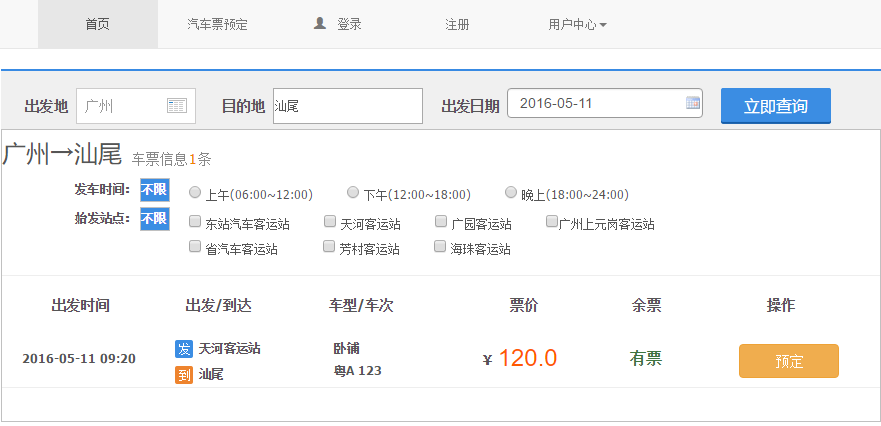 首页 汽车票预定 登录 注册 用户中心
出发地 广州 目的地 汕尾 出发日期 2016-05-11 立即查询
广州→汕尾 车票信息1条
发车时间: 不限 上午(06:00~12:00) 下午(12:00~18:00) 晚上(18:00~24:00)
始发站点: 不限 东站汽车客运站 天河客运站 广园客运站 广州上元岗客运站
省汽车客运站 芳村客运站 海珠客运站
出发时间 出发/到达 车型/车次 票价 余票 操作
2016-05-11 09:20 发 天河客运站 卧铺 ¥ 120.0 有票 预定
到 汕尾 粤A 123